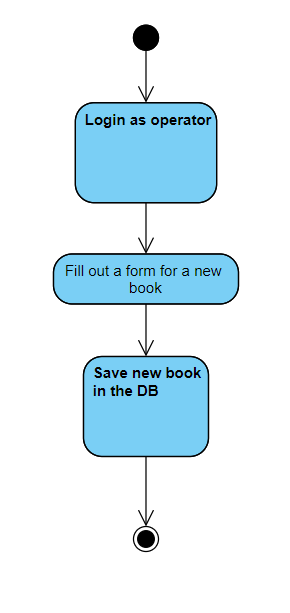 Login as operator
Fill out a form for a new
book
Save new book
in the DB